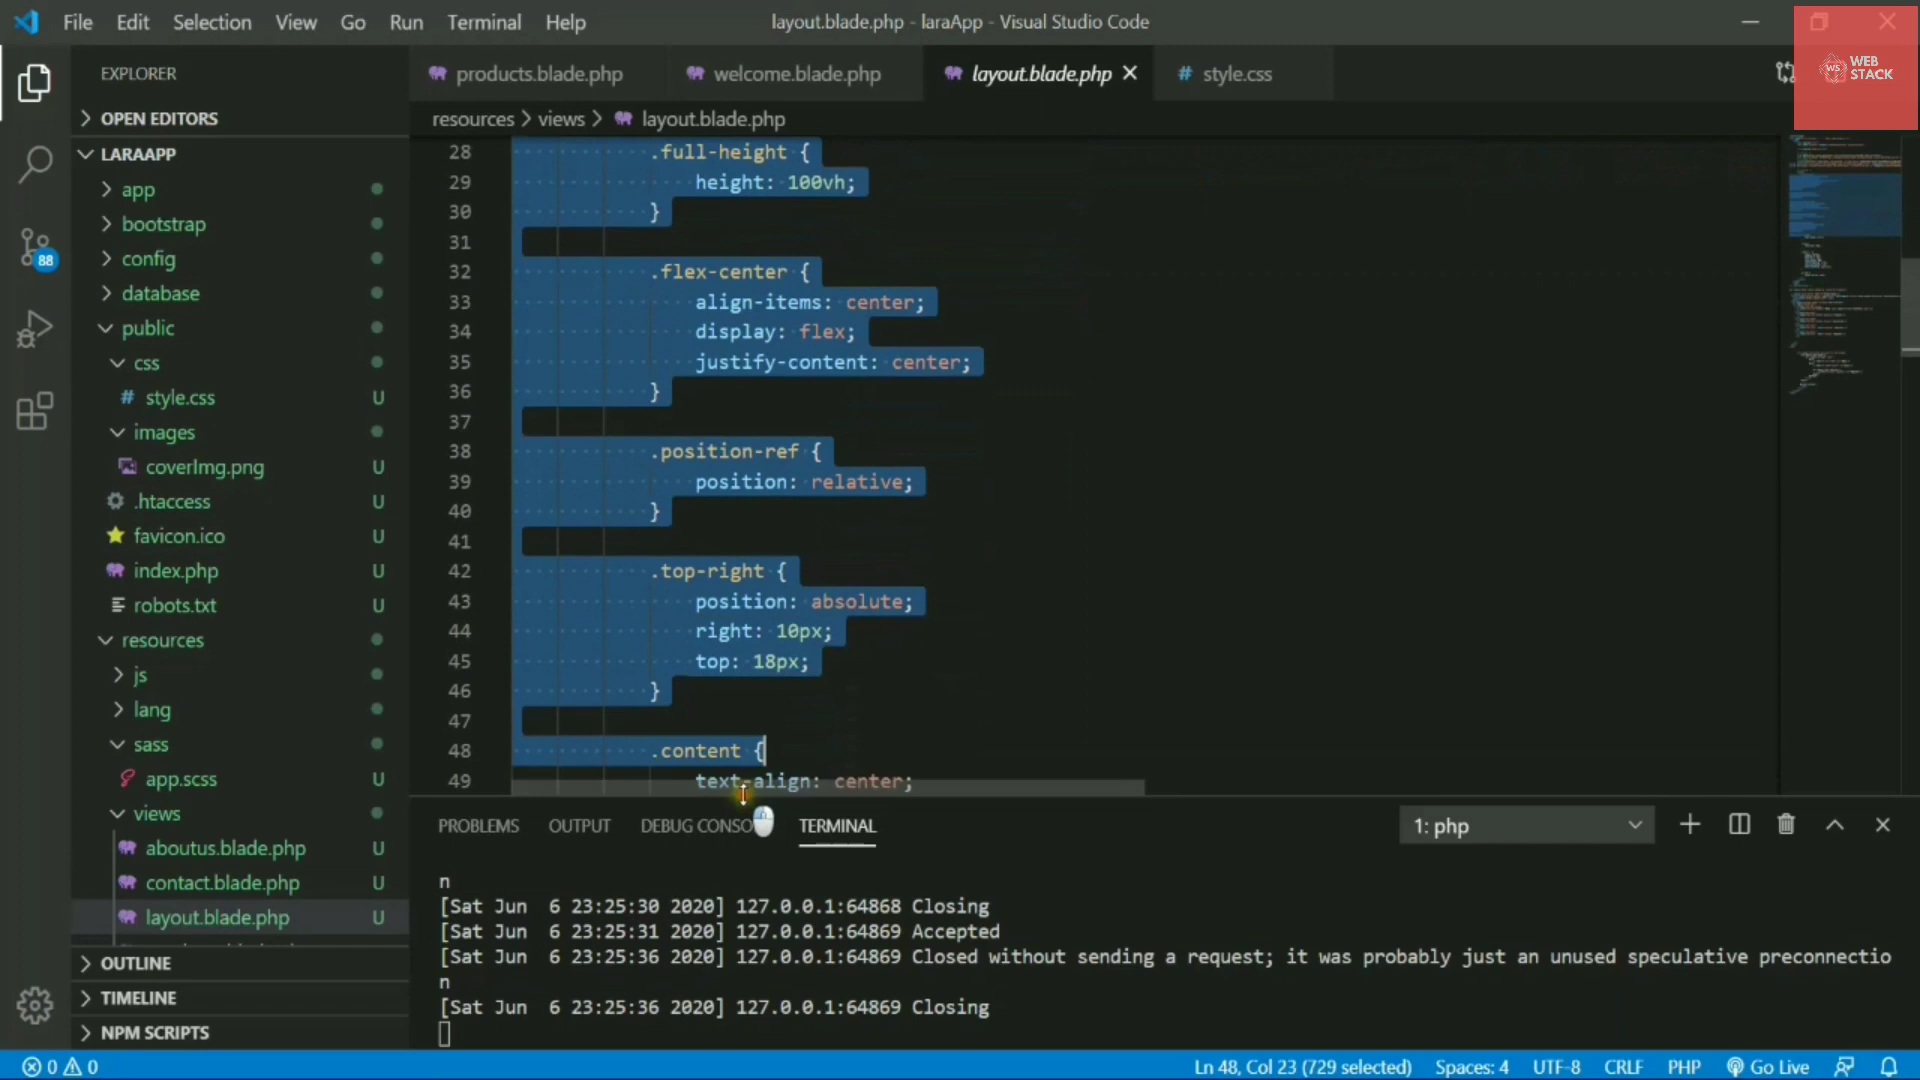 File Edit Selection View Go Run Terminal Help
layout.blade.php - laraApp - Visual Studio Code
WS WEB STACK
EXPLORER
products.blade.php
welcome.blade.php
layout.blade.php
# style.css
OPEN EDITORS
resources > views > layout.blade.php
LARAAPP
app
bootstrap
config
database
public
css
# style.css U
images
coverImg.png U
.htaccess U
favicon.ico U
index.php U
robots.txt U
resources
js
lang
sass
app.scss U
views
aboutus.blade.php U
contact.blade.php U
layout.blade.php U
OUTLINE
TIMELINE
NPM SCRIPTS
88
28 .full-height {
29 height: 100vh;
30 }
31
32 .flex-center {
33 align-items: center;
34 display: flex;
35 justify-content: center;
36 }
37
38 .position-ref {
39 position: relative;
40 }
41
42 .top-right {
43 position: absolute;
44 right: 10px;
45 top: 18px;
46 }
47
48 .content {
49 text-align: center;
PROBLEMS OUTPUT DEBUG CONSO TERMINAL
1: php
n
[Sat Jun  6 23:25:30 2020] 127.0.0.1:64868 Closing
[Sat Jun  6 23:25:31 2020] 127.0.0.1:64869 Accepted
[Sat Jun  6 23:25:36 2020] 127.0.0.1:64869 Closed without sending a request; it was probably just an unused speculative preconnectio
n
[Sat Jun  6 23:25:36 2020] 127.0.0.1:64869 Closing
0 0
Ln 48, Col 23 (729 selected) Spaces: 4 UTF-8 CRLF PHP Go Live